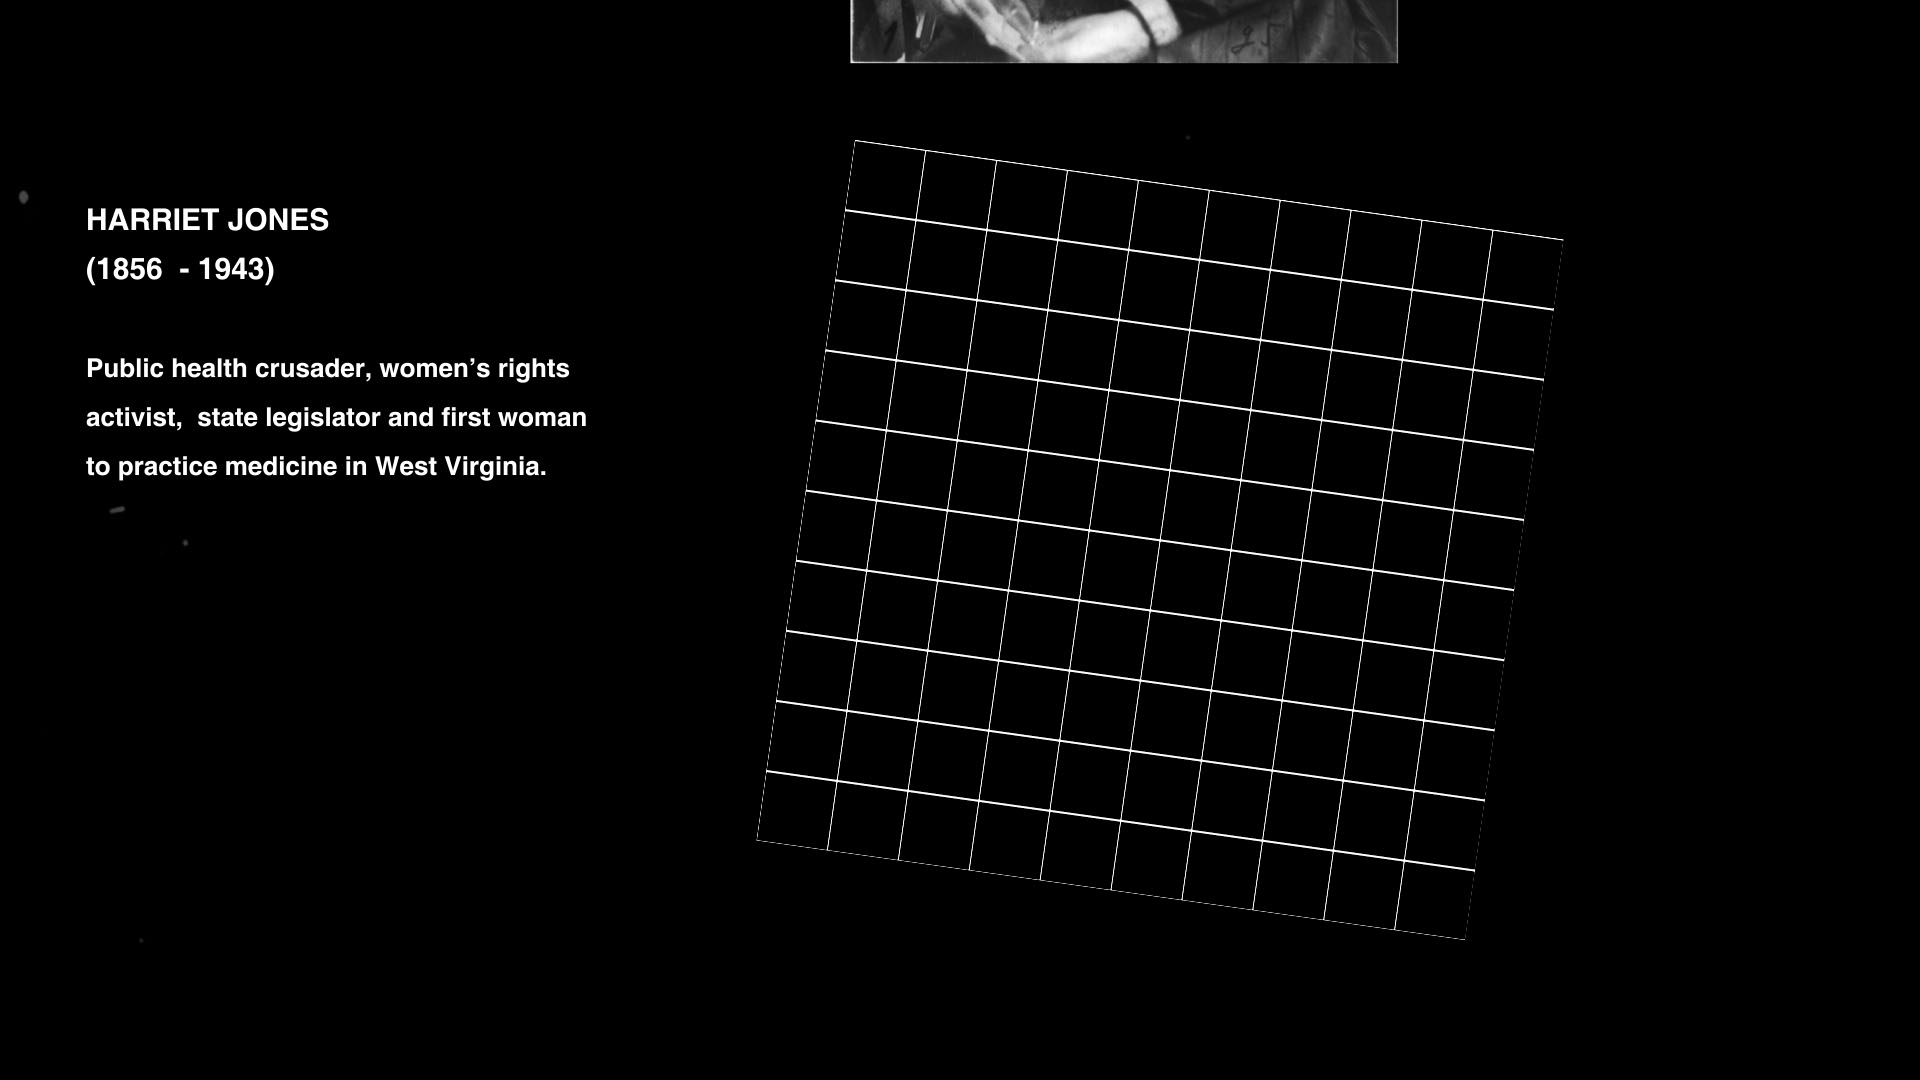 HARRIET JONES
(1856  - 1943)
Public health crusader, women’s rights
activist,  state legislator and first woman
to practice medicine in West Virginia.